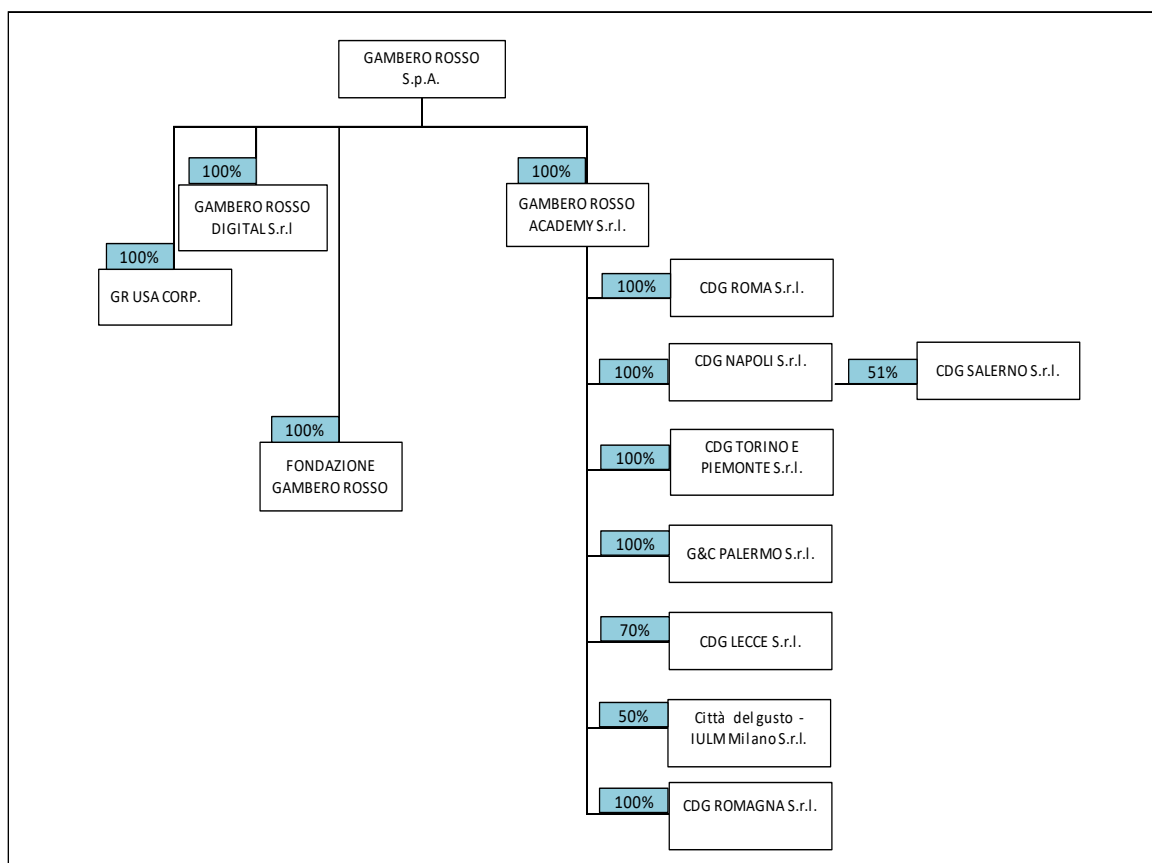 GAMBERO ROSSO
S.p.A.
100%
GAMBERO ROSSO
DIGITAL S.r.l
100%
GR USA CORP.
100%
FONDAZIONE
GAMBERO ROSSO
100%
GAMBERO ROSSO
ACADEMY S.r.l.
100%
CDG ROMA S.r.l.
100%
CDG NAPOLI S.r.l.
51%
CDG SALERNO S.r.l.
100%
CDG TORINO E
PIEMONTE S.r.l.
100%
G&C PALERMO S.r.l.
70%
CDG LECCE S.r.l.
50%
Città del gusto -
IULM Milano S.r.l.
100%
CDG ROMAGNA S.r.l.